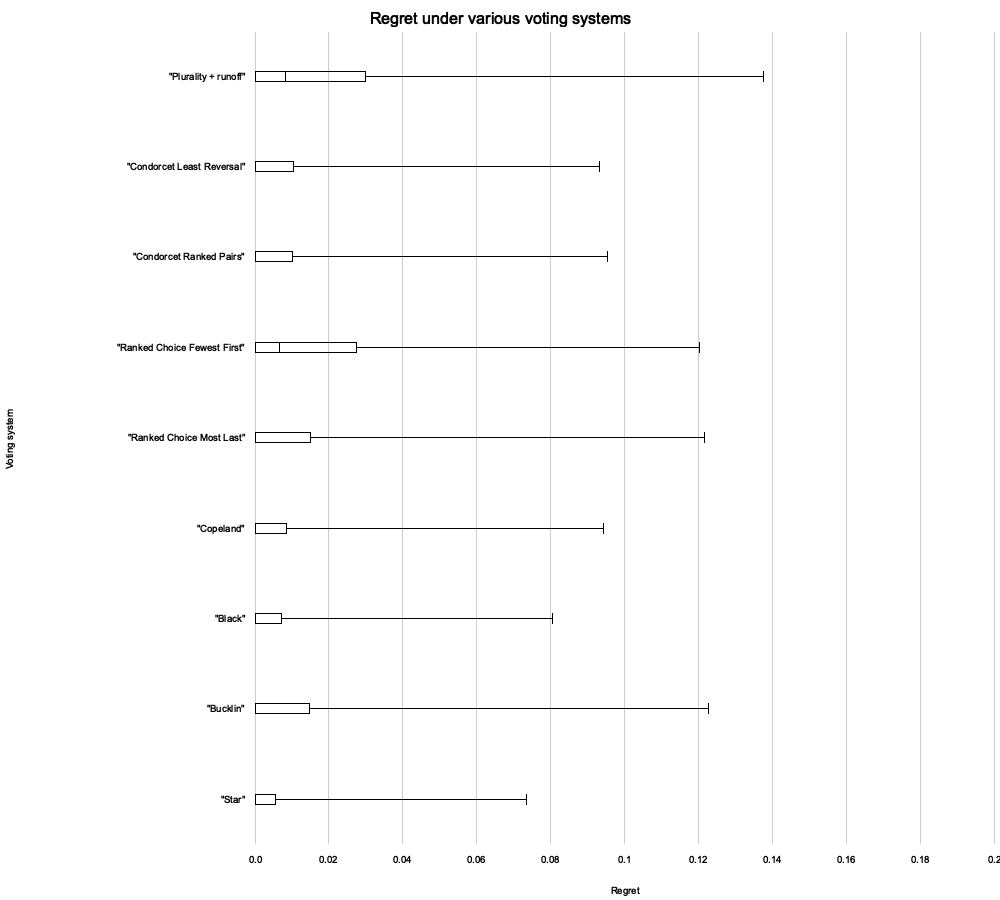 Regret under various voting systems
"Plurality + runoff"
"Condorcet Least Reversal"
"Condorcet Ranked Pairs"
"Ranked Choice Fewest First"
"Ranked Choice Most Last"
"Copeland"
"Black"
"Bucklin"
"Star"
Voting system
0.0 0.02 0.04 0.06 0.08 0.1 0.12 0.14 0.16 0.18 0.2
Regret